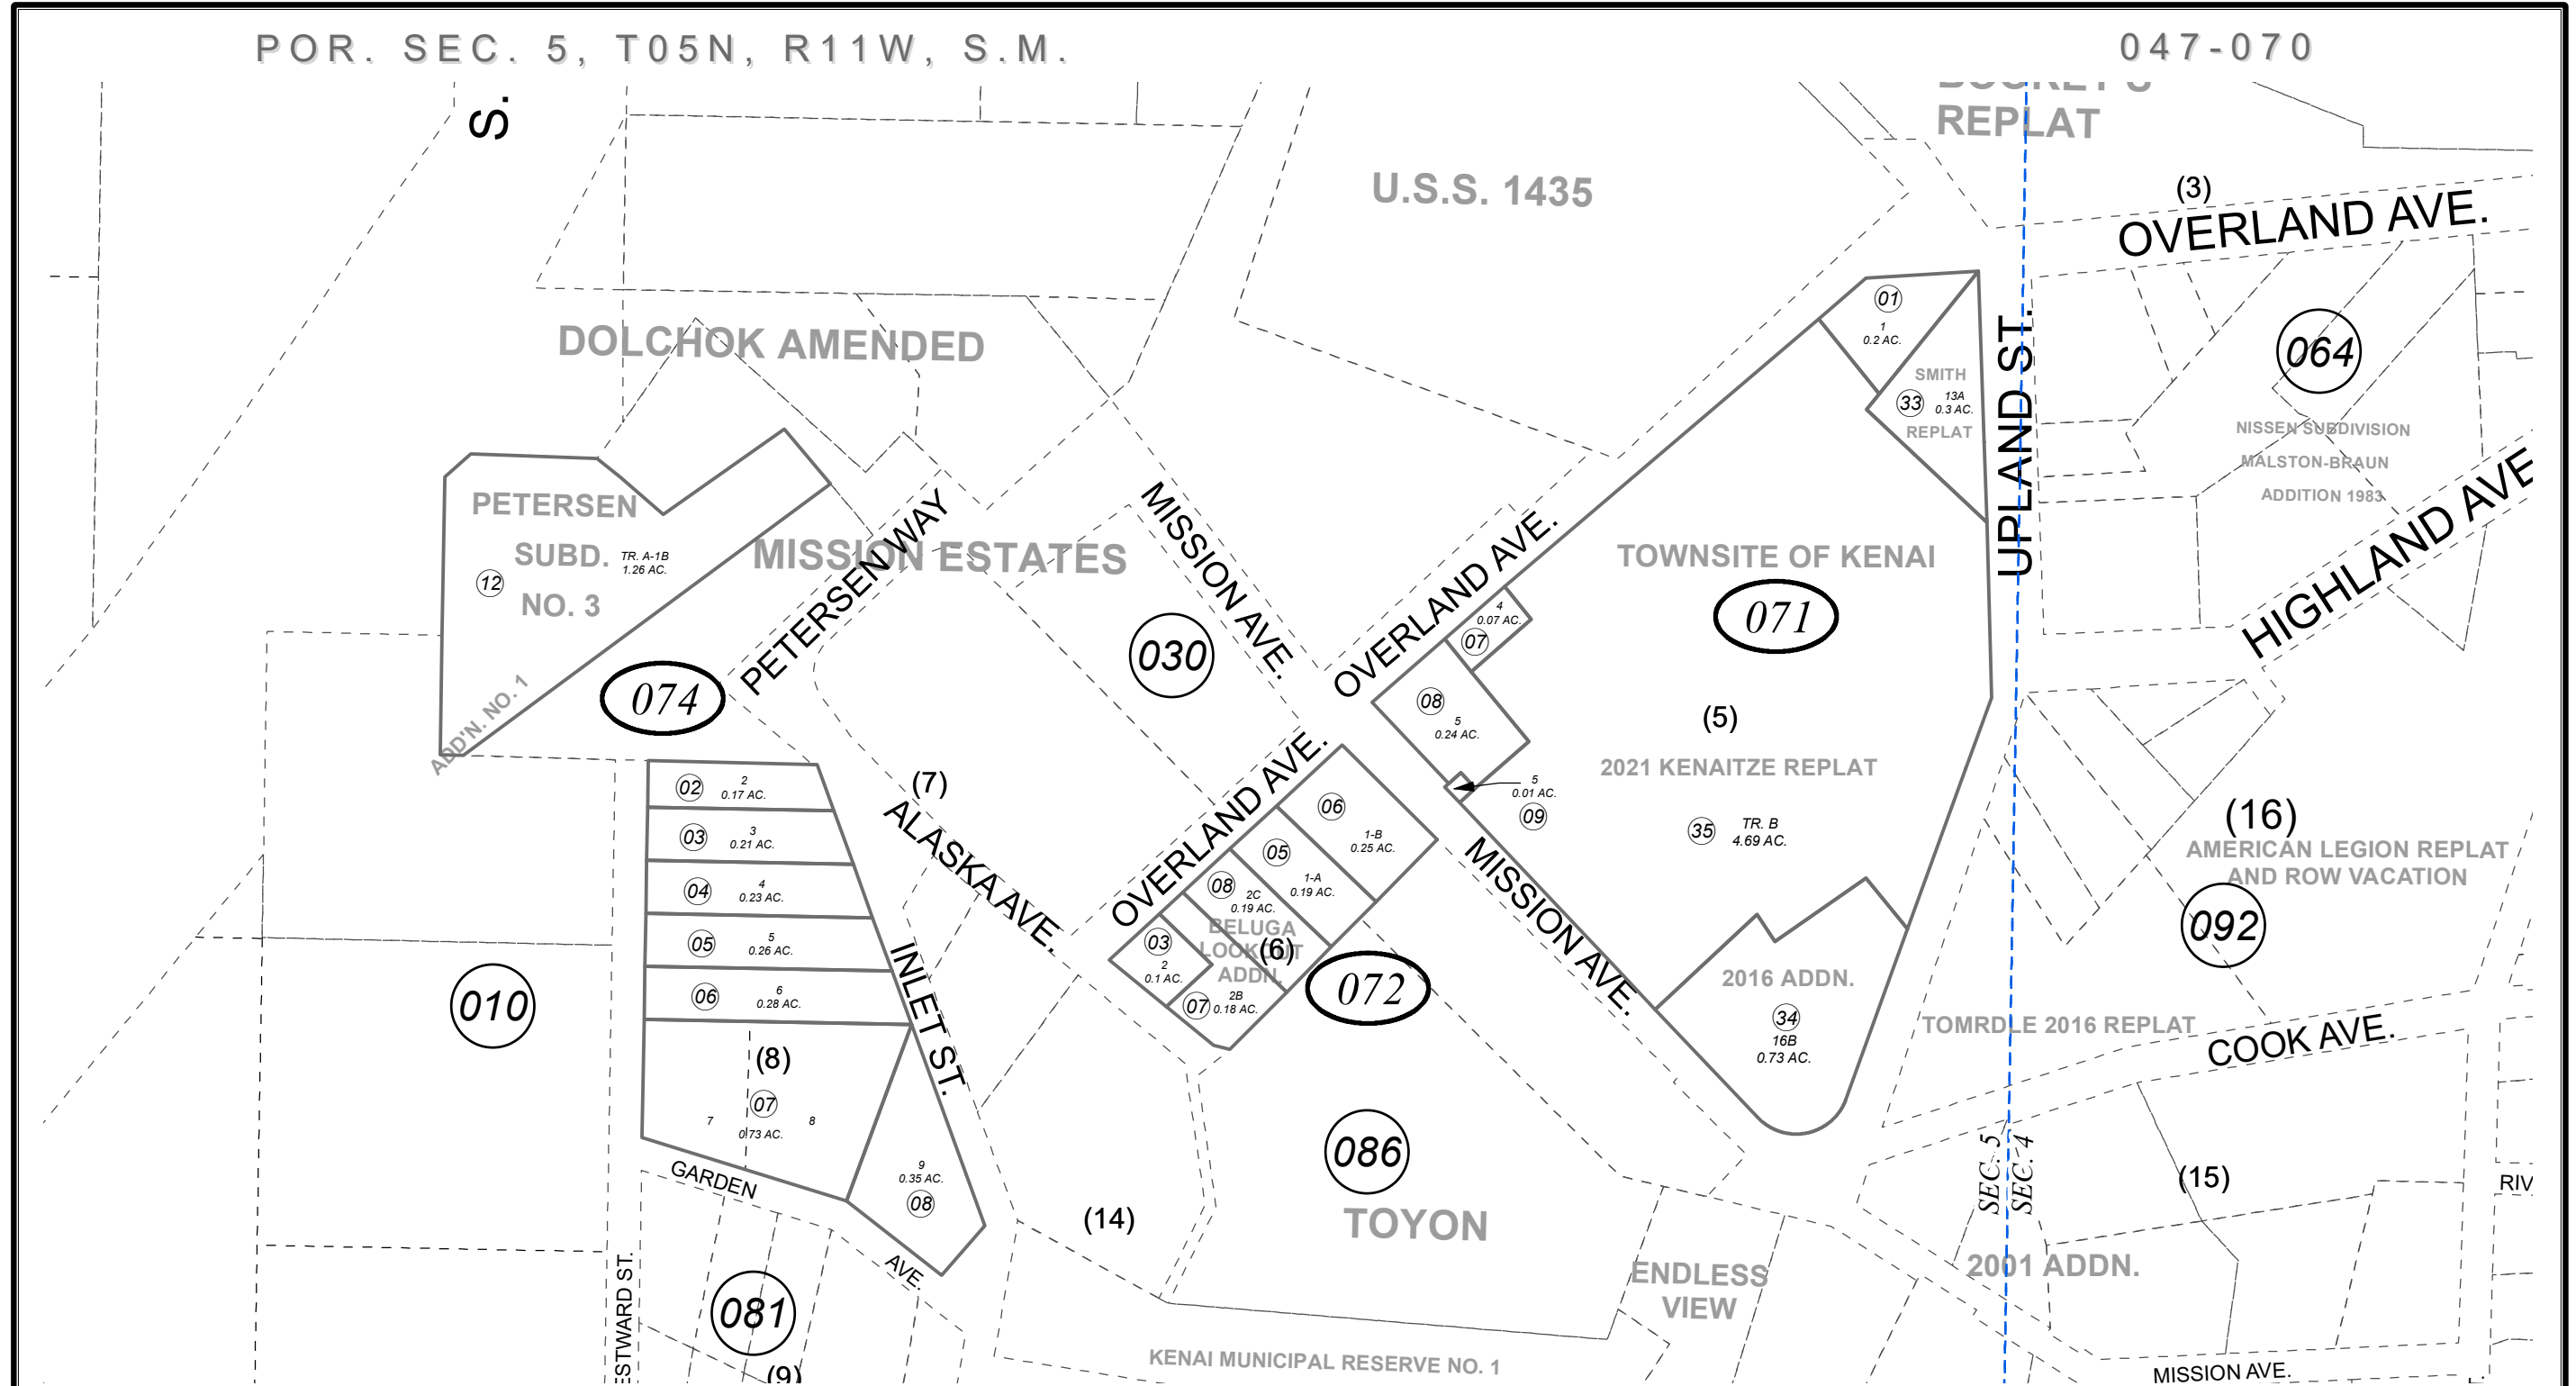 POR. SEC. 5, T05N, R11W, S.M.
047-070
S.
REPLAT
U.S.S. 1435
(3)
OVERLAND AVE.
DOLCHOK AMENDED
01
1
0.2 AC.
SMITH
33
13A
0.3 AC.
REPLAT
UPLAND ST.
064
NISSEN SUBDIVISION
MALSTON-BRAUN
ADDITION 1983
HIGHLAND AVE
PETERSEN
SUBD.
NO. 3
TR. A-1B
1.26 AC.
12
ADD'N. NO. 1
074
PETERSEN WAY
MISSION ESTATES
MISSION AVE.
030
OVERLAND AVE.
TOWNSITE OF KENAI
071
4
0.07 AC.
07
08
5
0.24 AC.
5
0.01 AC.
09
(5)
2021 KENAITZE REPLAT
35
TR. B
4.69 AC.
(16)
AMERICAN LEGION REPLAT
AND ROW VACATION
092
02
2
0.17 AC.
03
3
0.21 AC.
04
4
0.23 AC.
05
5
0.26 AC.
06
6
0.28 AC.
(8)
07
7
0.73 AC.
8
9
0.35 AC.
08
INLET ST.
(7)
ALASKA AVE.
OVERLAND AVE.
06
1-B
0.25 AC.
05
1-A
0.19 AC.
08
2C
0.19 AC.
BELUGA
LOOKOUT
ADDN.
(6)
03
2
0.1 AC.
07
2B
0.18 AC.
072
MISSION AVE.
2016 ADDN.
34
16B
0.73 AC.
TOMRDLE 2016 REPLAT
COOK AVE.
010
086
TOYON
(14)
SEC. 5
SEC. 4
(15)
RIV
GARDEN
AVE.
ESTWARD ST.
081
(9)
ENDLESS
VIEW
2001 ADDN.
KENAI MUNICIPAL RESERVE NO. 1
MISSION AVE.